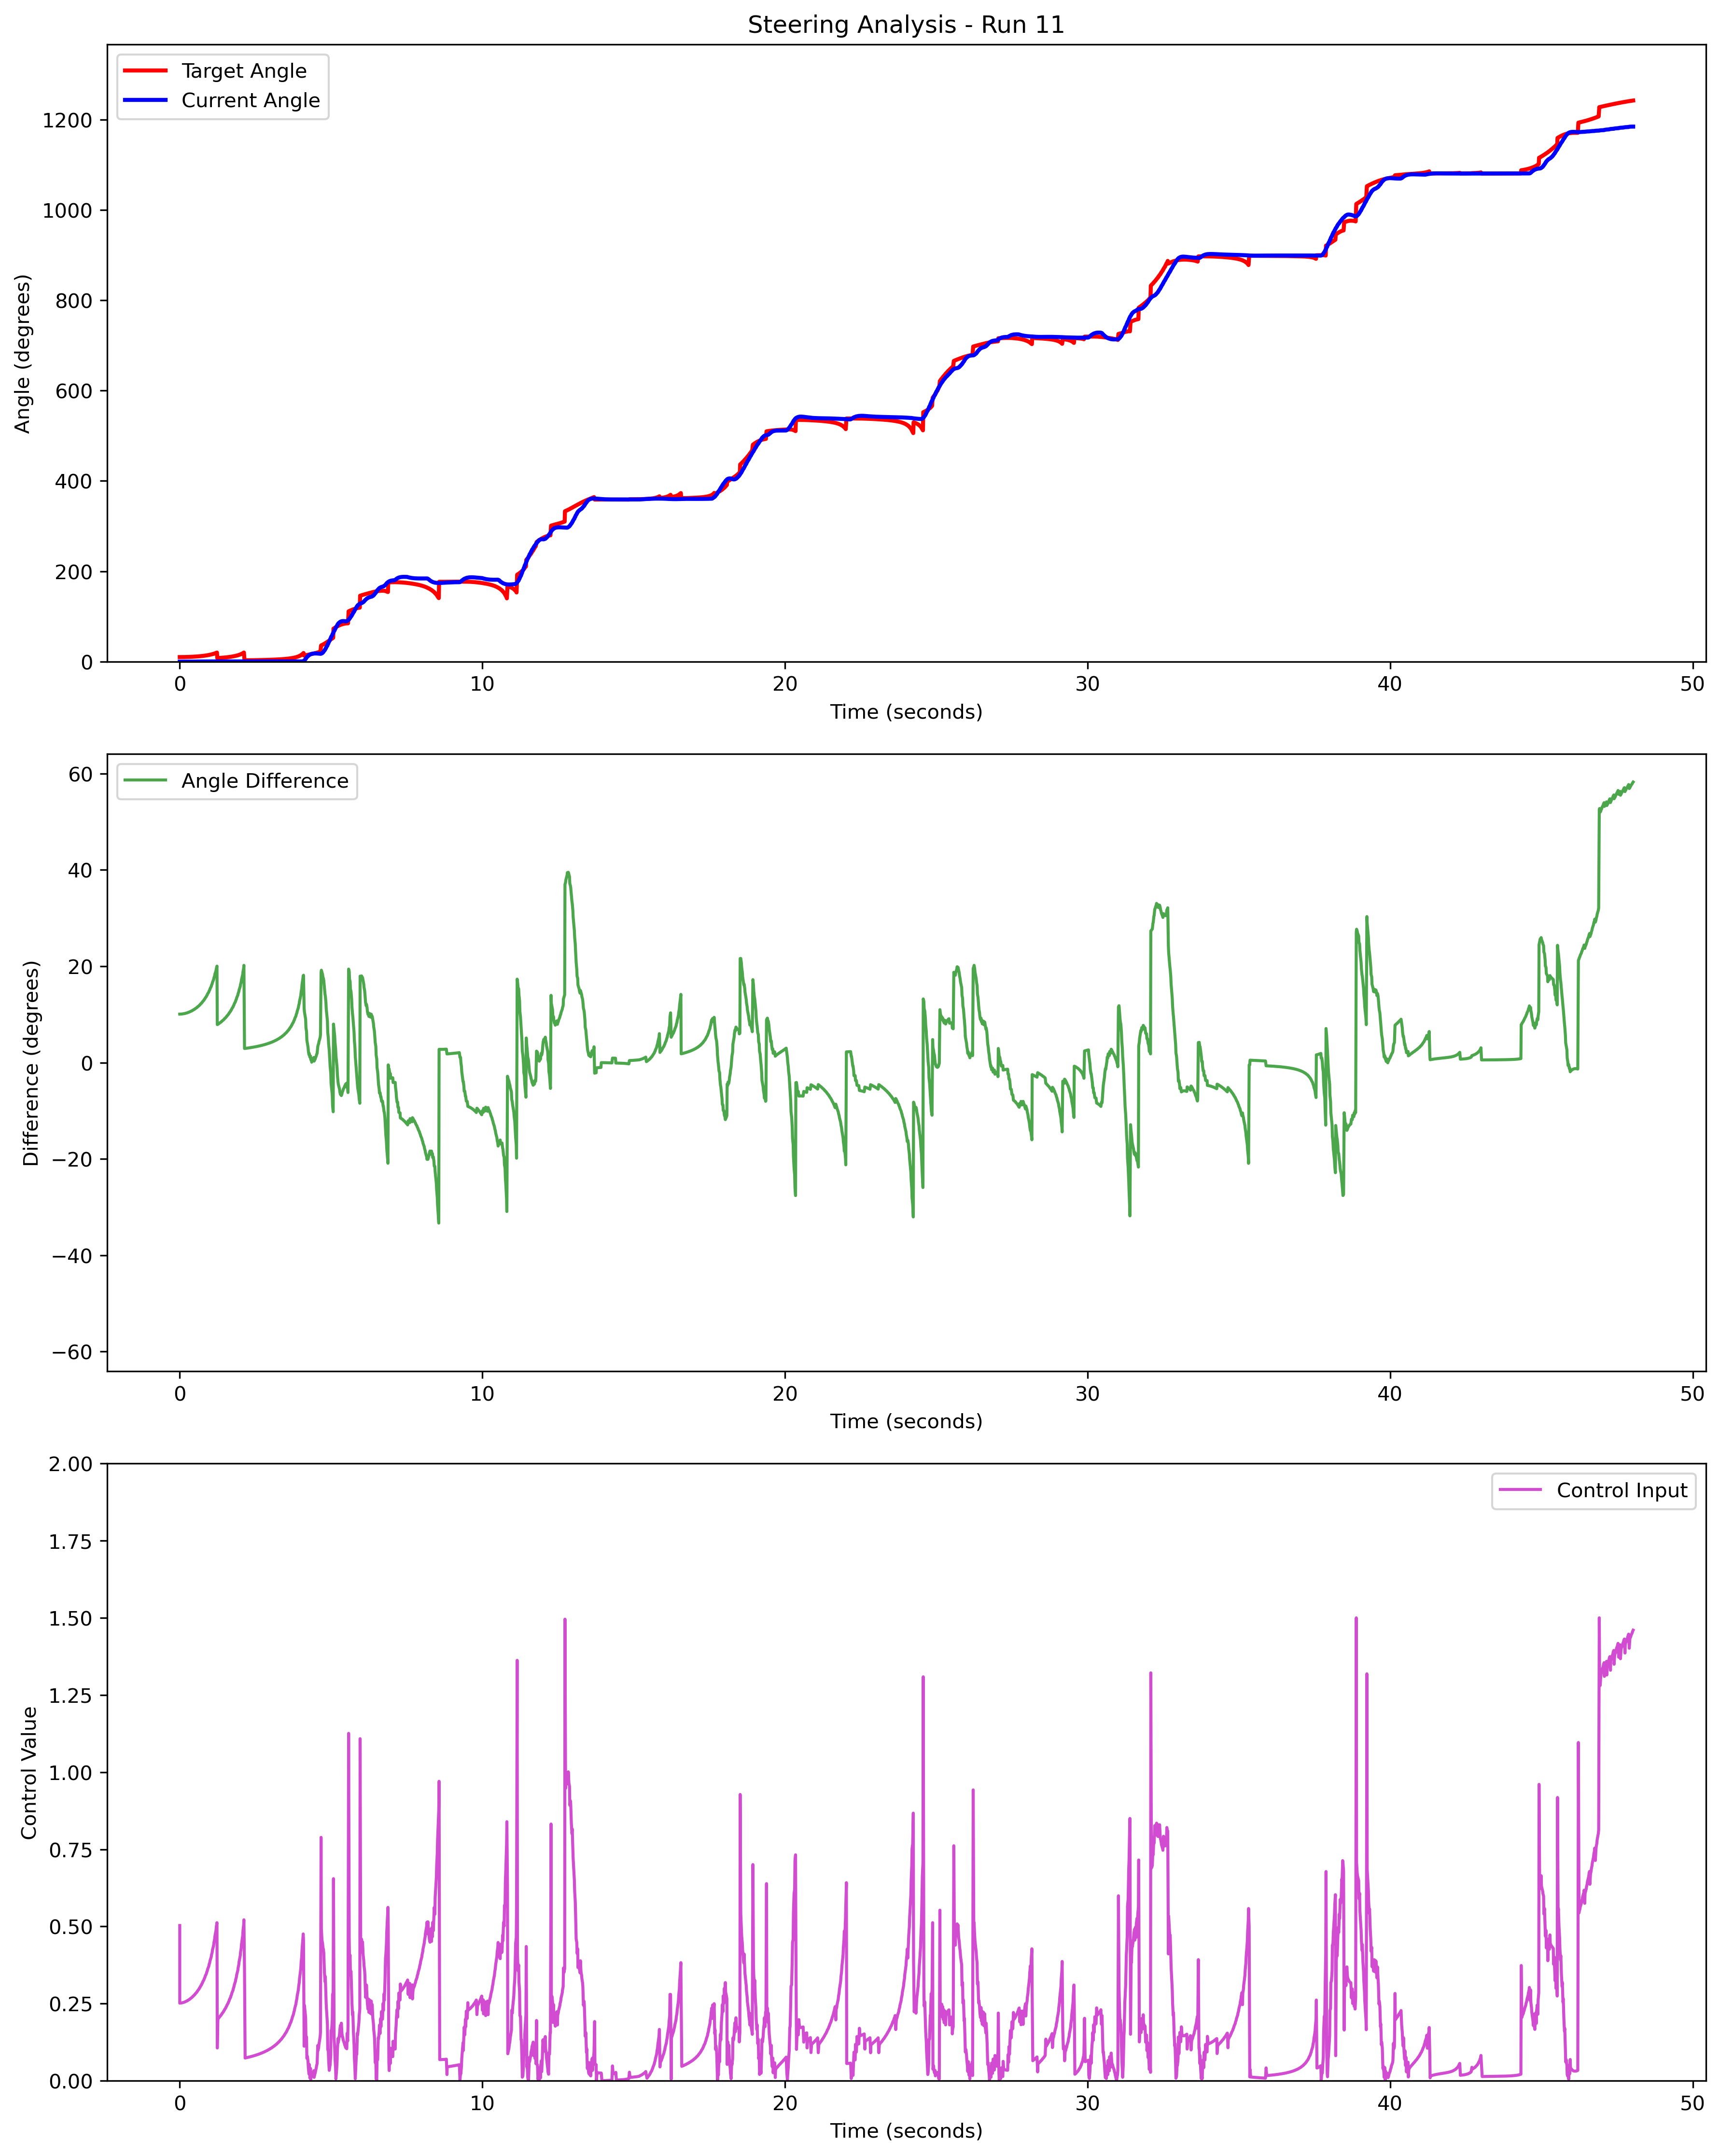 Steering Analysis - Run 11
Target Angle
Current Angle
Angle (degrees)
1200
1000
800
600
400
200
0
0 10 20 30 40 50
Time (seconds)
Angle Difference
Difference (degrees)
60
40
20
0
−20
−40
−60
0 10 20 30 40 50
Time (seconds)
Control Input
Control Value
2.00
1.75
1.50
1.25
1.00
0.75
0.50
0.25
0.00
0 10 20 30 40 50
Time (seconds)